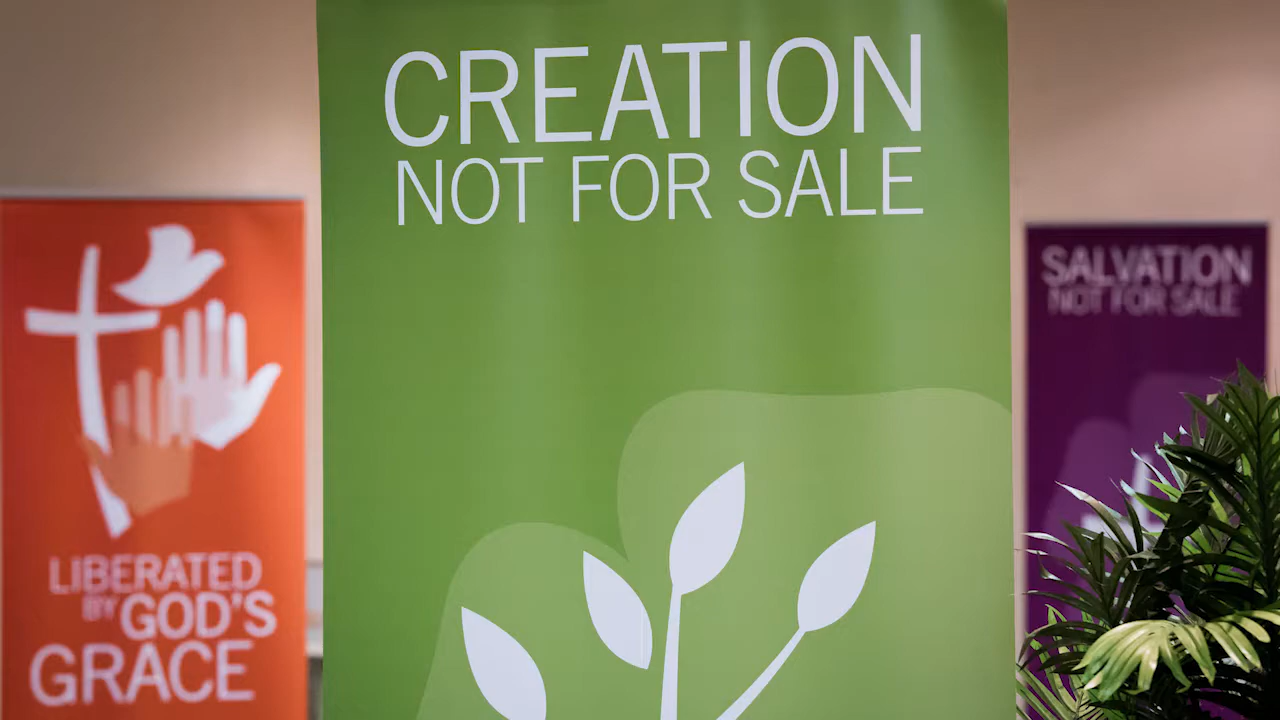 CREATION
NOT FOR SALE
LIBERATED
BY GOD'S
GRACE
SALVATION
NOT FOR SALE